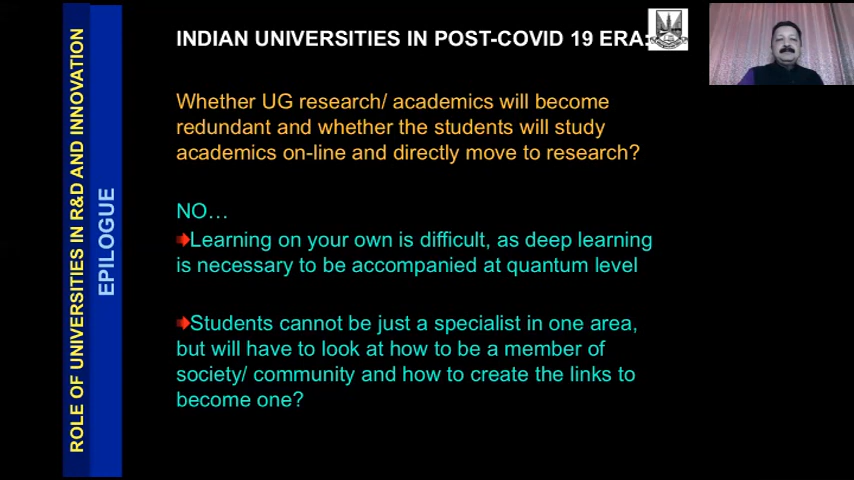 ROLE OF UNIVERSITIES IN R&D AND INNOVATION
EPILOGUE
INDIAN UNIVERSITIES IN POST-COVID 19 ERA:
Whether UG research/ academics will become
redundant and whether the students will study
academics on-line and directly move to research?
NO…
Learning on your own is difficult, as deep learning
is necessary to be accompanied at quantum level
Students cannot be just a specialist in one area,
but will have to look at how to be a member of
society/ community and how to create the links to
become one?